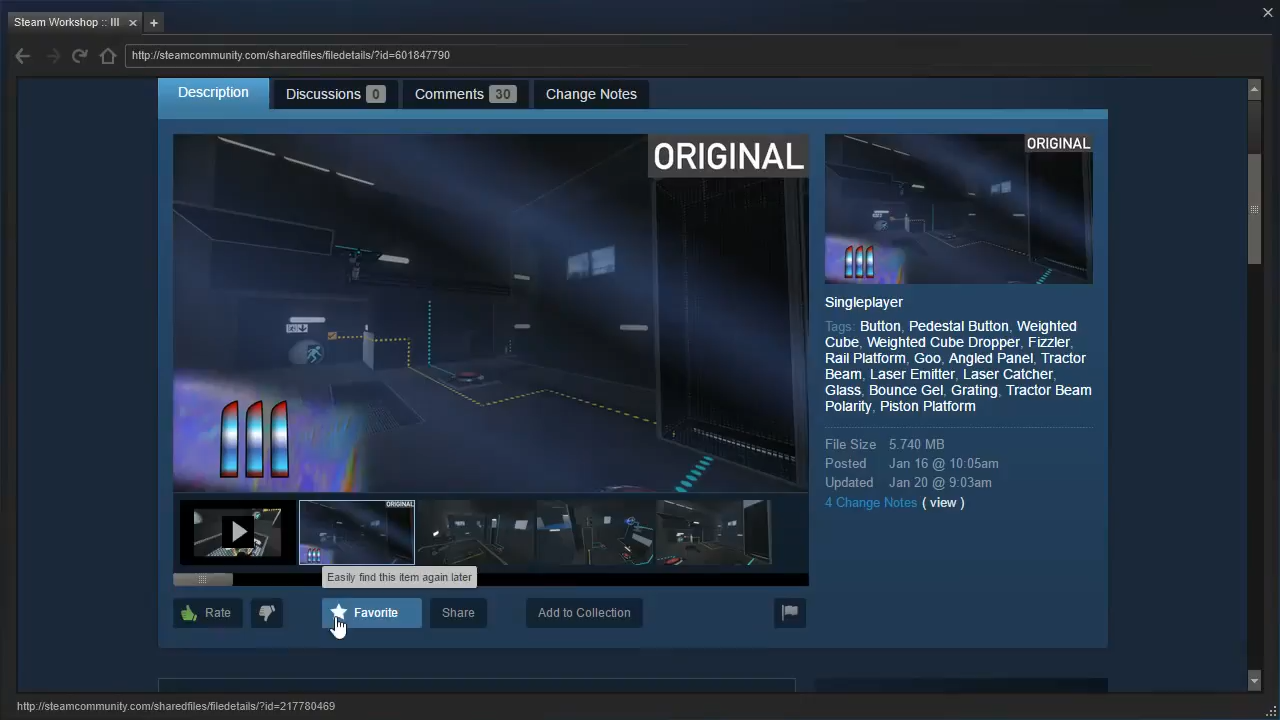 Steam Workshop :: III
http://steamcommunity.com/sharedfiles/filedetails/?id=601847790
Description
Discussions 0
Comments 30
Change Notes
ORIGINAL
ORIGINAL
III
III
Singleplayer
Tags: Button, Pedestal Button, Weighted
Cube, Weighted Cube Dropper, Fizzler,
Rail Platform, Goo, Angled Panel, Tractor
Beam, Laser Emitter, Laser Catcher,
Glass, Bounce Gel, Grating, Tractor Beam
Polarity, Piston Platform
File Size 5.740 MB
Posted Jan 16 @ 10:05am
Updated Jan 20 @ 9:03am
4 Change Notes ( view )
ORIGINAL
III
Easily find this item again later
Rate
Favorite
Share
Add to Collection
http://steamcommunity.com/sharedfiles/filedetails/?id=217780469